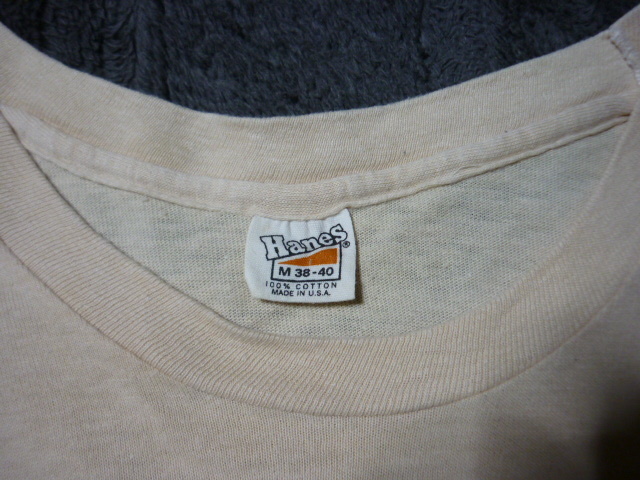 Hanes®
M 38-40
100% COTTON
MADE IN U.S.A.